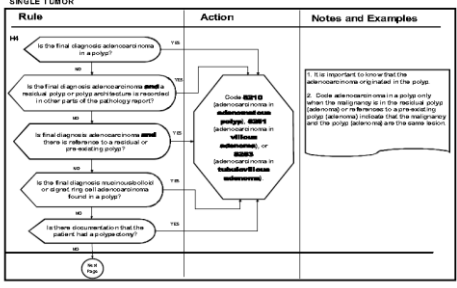 SINGLE TUMOR
Rule
Action
Notes and Examples
H4
Is the final diagnosis adenocarcinoma
in a polyp?
YES
NO
Is the final diagnosis adenocarcinoma and a
residual polyp or polyp architecture is recorded
in other parts of the pathology report?
YES
NO
Is the final diagnosis adenocarcinoma and
there is reference to a residual or
pre-existing polyp?
YES
NO
Is the final diagnosis mucinous/colloid
or signet ring cell adenocarcinoma
found in a polyp?
YES
NO
Is there documentation that the
patient had a polypectomy?
YES
NO
Next
Page
Code 8210
(adenocarcinoma in
adenomatous
polyp), 8261
(adenocarcinoma in
villous
adenoma), or
8263
(adenocarcinoma in
tubulovillous
adenoma)
1. It is important to know that the
adenocarcinoma originated in the polyp.
2. Code adenocarcinoma in a polyp only
when the malignancy is in the residual polyp
(adenoma) or references to a pre-existing
polyp (adenoma) indicate that the malignancy
and the polyp (adenoma) are the same lesion.